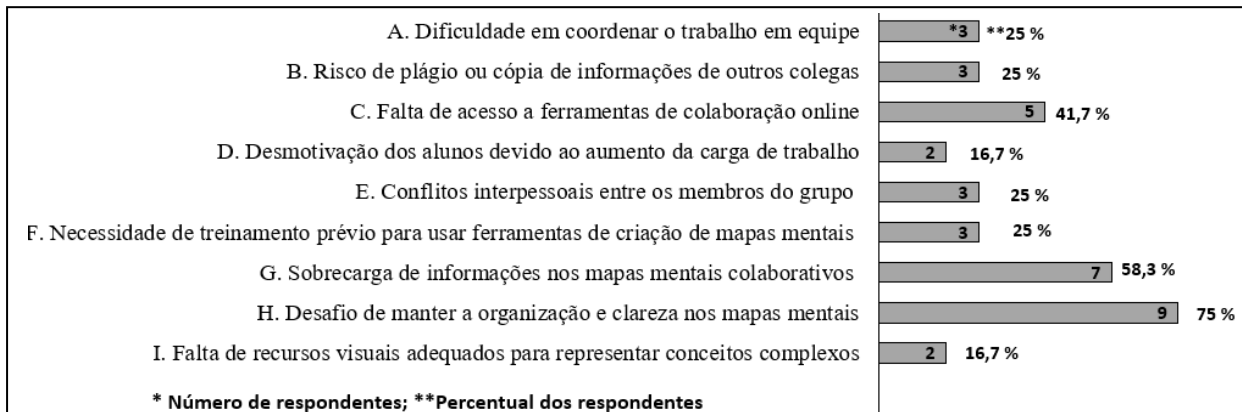 A. Dificuldade em coordenar o trabalho em equipe *3 **25 %
B. Risco de plágio ou cópia de informações de outros colegas 3 25 %
C. Falta de acesso a ferramentas de colaboração online 5 41,7 %
D. Desmotivação dos alunos devido ao aumento da carga de trabalho 2 16,7 %
E. Conflitos interpessoais entre os membros do grupo 3 25 %
F. Necessidade de treinamento prévio para usar ferramentas de criação de mapas mentais 3 25 %
G. Sobrecarga de informações nos mapas mentais colaborativos 7 58,3 %
H. Desafio de manter a organização e clareza nos mapas mentais 9 75 %
I. Falta de recursos visuais adequados para representar conceitos complexos 2 16,7 %
* Número de respondentes; **Percentual dos respondentes